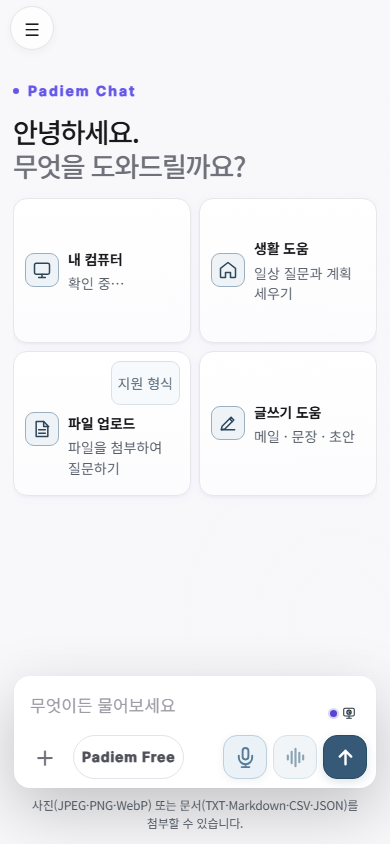 Padiem Chat
안녕하세요.
무엇을 도와드릴까요?
내 컴퓨터
확인 중…
생활 도움
일상 질문과 계획
세우기
지원 형식
파일 업로드
파일을 첨부하여
질문하기
글쓰기 도움
메일 · 문장 · 초안
무엇이든 물어보세요
Padiem Free
사진(JPEG·PNG·WebP) 또는 문서(TXT·Markdown·CSV·JSON)를
첨부할 수 있습니다.